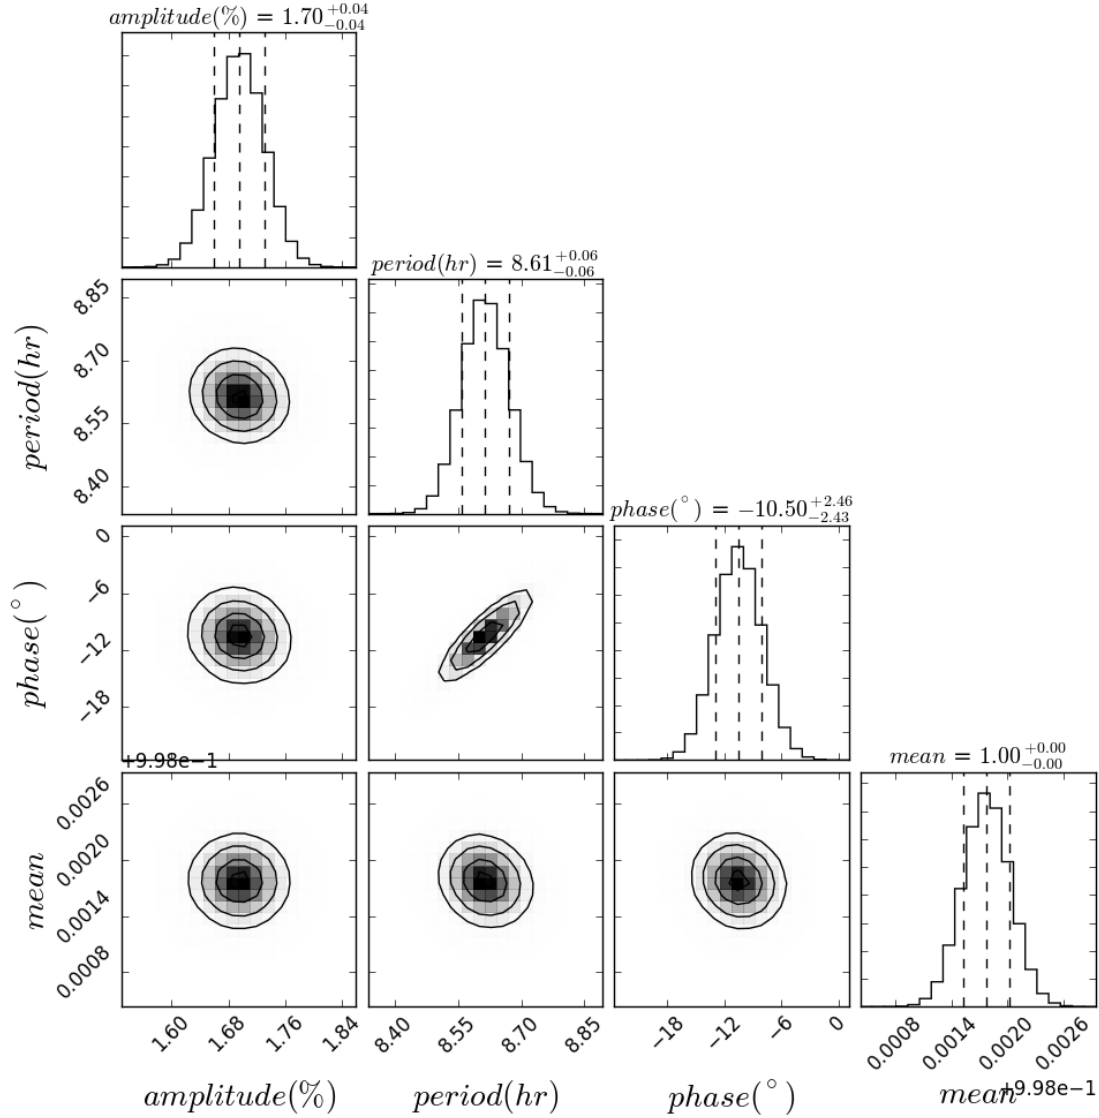 amplitude(%) = 1.70 +0.04 −0.04
period(hr) = 8.61 +0.06 −0.06
8.85
8.70
8.55
8.40
period(hr)
phase(°) = −10.50 +2.46 −2.43
0
−6
−12
−18
phase(°)
+9.98e−1
mean = 1.00 +0.00 −0.00
0.0026
0.0020
0.0014
0.0008
mean
1.60 1.68 1.76 1.84 8.40 8.55 8.70 8.85 −18 −12 −6 0 0.0008 0.0014 0.0020 0.0026
+9.98e−1
amplitude(%) period(hr) phase(°) mean